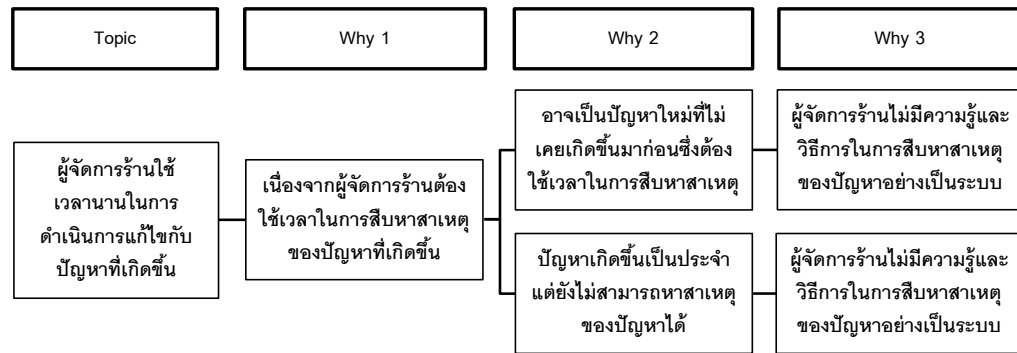 Topic
Why 1
Why 2
Why 3
ผู้จัดการร้านใช้
เวลานานในการ
ดำเนินการแก้ไขกับ
ปัญหาที่เกิดขึ้น
เนื่องจากผู้จัดการร้านต้อง
ใช้เวลาในการสืบหาสาเหตุ
ของปัญหาที่เกิดขึ้น
อาจเป็นปัญหาใหม่ที่ไม่
เคยเกิดขึ้นมาก่อนซึ่งต้อง
ใช้เวลาในการสืบหาสาเหตุ
ผู้จัดการร้านไม่มีความรู้และ
วิธีการในการสืบหาสาเหตุ
ของปัญหาอย่างเป็นระบบ
ปัญหาเกิดขึ้นเป็นประจำ
แต่ยังไม่สามารถหาสาเหตุ
ของปัญหาได้
ผู้จัดการร้านไม่มีความรู้และ
วิธีการในการสืบหาสาเหตุ
ของปัญหาอย่างเป็นระบบ